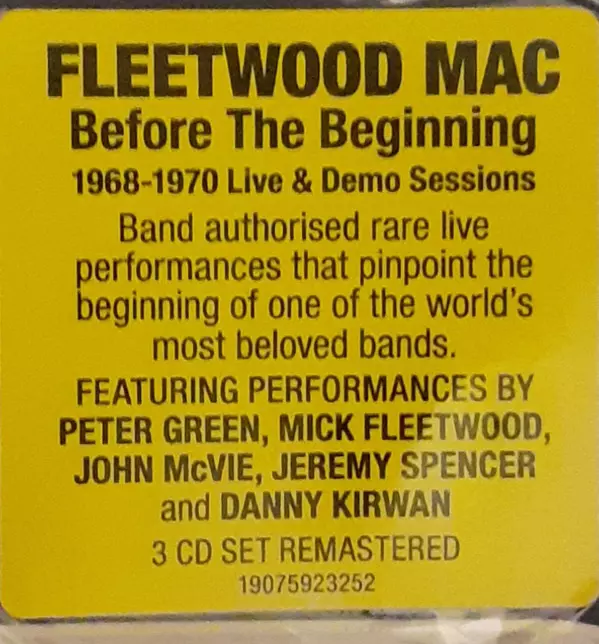 FLEETWOOD MAC
Before The Beginning
1968-1970 Live & Demo Sessions
Band authorised rare live
performances that pinpoint the
beginning of one of the world's
most beloved bands.
FEATURING PERFORMANCES BY
PETER GREEN, MICK FLEETWOOD,
JOHN McVIE, JEREMY SPENCER
and DANNY KIRWAN
3 CD SET REMASTERED
19075923252